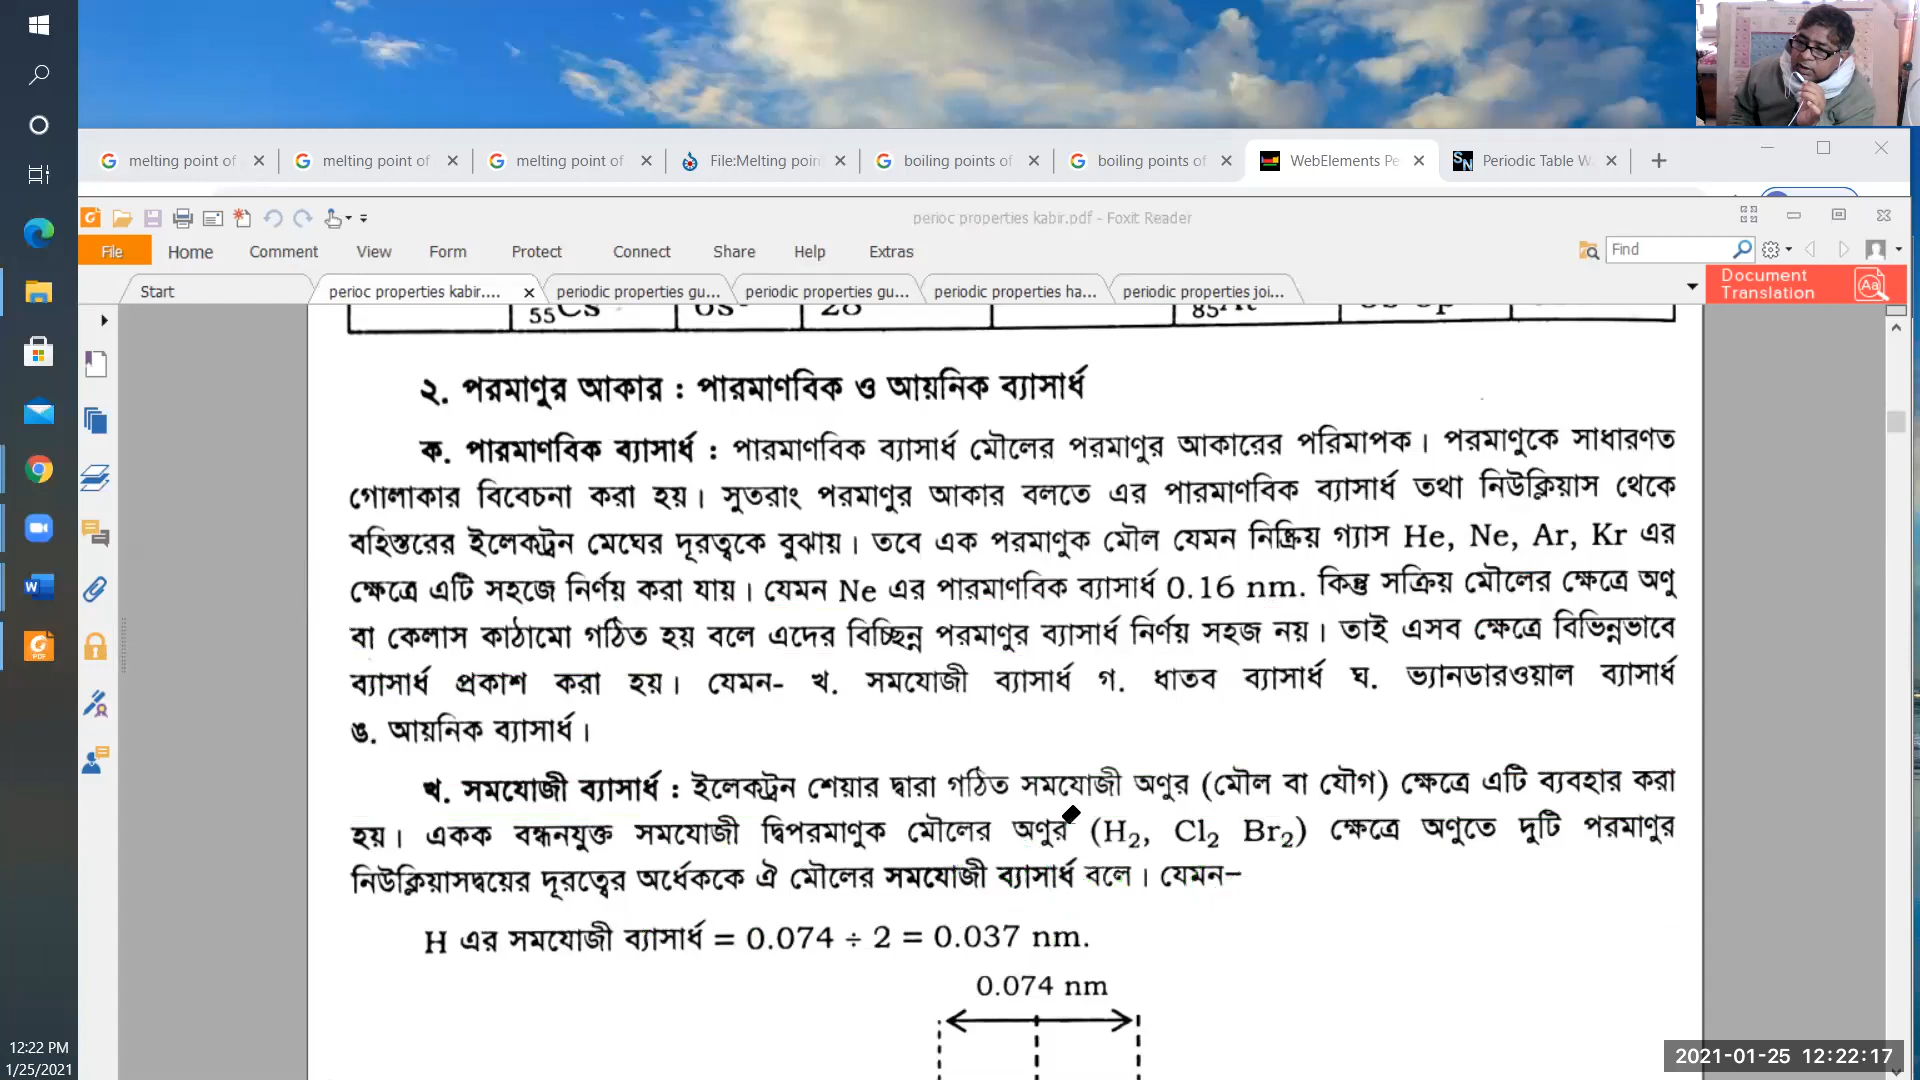 melting point of
melting point of
melting point of
File:Melting poin
boiling points of
boiling points of
WebElements Pe
Periodic Table W
perioc properties kabir.pdf - Foxit Reader
File Home Comment View Form Protect Connect Share Help Extras
Find
Start
perioc properties kabir....
periodic properties gu...
periodic properties gu...
periodic properties ha...
periodic properties joi...
Document
Translation
55Cs
85At
২. পরমাণুর আকার : পারমাণবিক ও আয়নিক ব্যাসার্ধ
ক. পারমাণবিক ব্যাসার্ধ : পারমাণবিক ব্যাসার্ধ মৌলের পরমাণুর আকারের পরিমাপক। পরমাণুকে সাধারণত
গোলাকার বিবেচনা করা হয়। সুতরাং পরমাণুর আকার বলতে এর পারমাণবিক ব্যাসার্ধ তথা নিউক্লিয়াস থেকে
বহিস্তরের ইলেকট্রন মেঘের দূরত্বকে বুঝায়। তবে এক পরমাণুক মৌল যেমন নিষ্ক্রিয় গ্যাস He, Ne, Ar, Kr এর
ক্ষেত্রে এটি সহজে নির্ণয় করা যায়। যেমন Ne এর পারমাণবিক ব্যাসার্ধ 0.16 nm. কিন্তু সক্রিয় মৌলের ক্ষেত্রে অণু
বা কেলাস কাঠামো গঠিত হয় বলে এদের বিচ্ছিন্ন পরমাণুর ব্যাসার্ধ নির্ণয় সহজ নয়। তাই এসব ক্ষেত্রে বিভিন্নভাবে
ব্যাসার্ধ প্রকাশ করা হয়। যেমন- খ. সমযোজী ব্যাসার্ধ গ. ধাতব ব্যাসার্ধ ঘ. ভ্যানডারওয়াল ব্যাসার্ধ
ঙ. আয়নিক ব্যাসার্ধ।
খ. সমযোজী ব্যাসার্ধ : ইলেকট্রন শেয়ার দ্বারা গঠিত সমযোজী অণুর (মৌল বা যৌগ) ক্ষেত্রে এটি ব্যবহার করা
হয়। একক বন্ধনযুক্ত সমযোজী দ্বিপরমাণুক মৌলের অণুর (H₂, Cl₂ Br₂) ক্ষেত্রে অণুতে দুটি পরমাণুর
নিউক্লিয়াসদ্বয়ের দূরত্বের অর্ধেককে ঐ মৌলের সমযোজী ব্যাসার্ধ বলে। যেমন–
H এর সমযোজী ব্যাসার্ধ = 0.074 ÷ 2 = 0.037 nm.
0.074 nm
12:22 PM
1/25/2021
2021-01-25 12:22:17